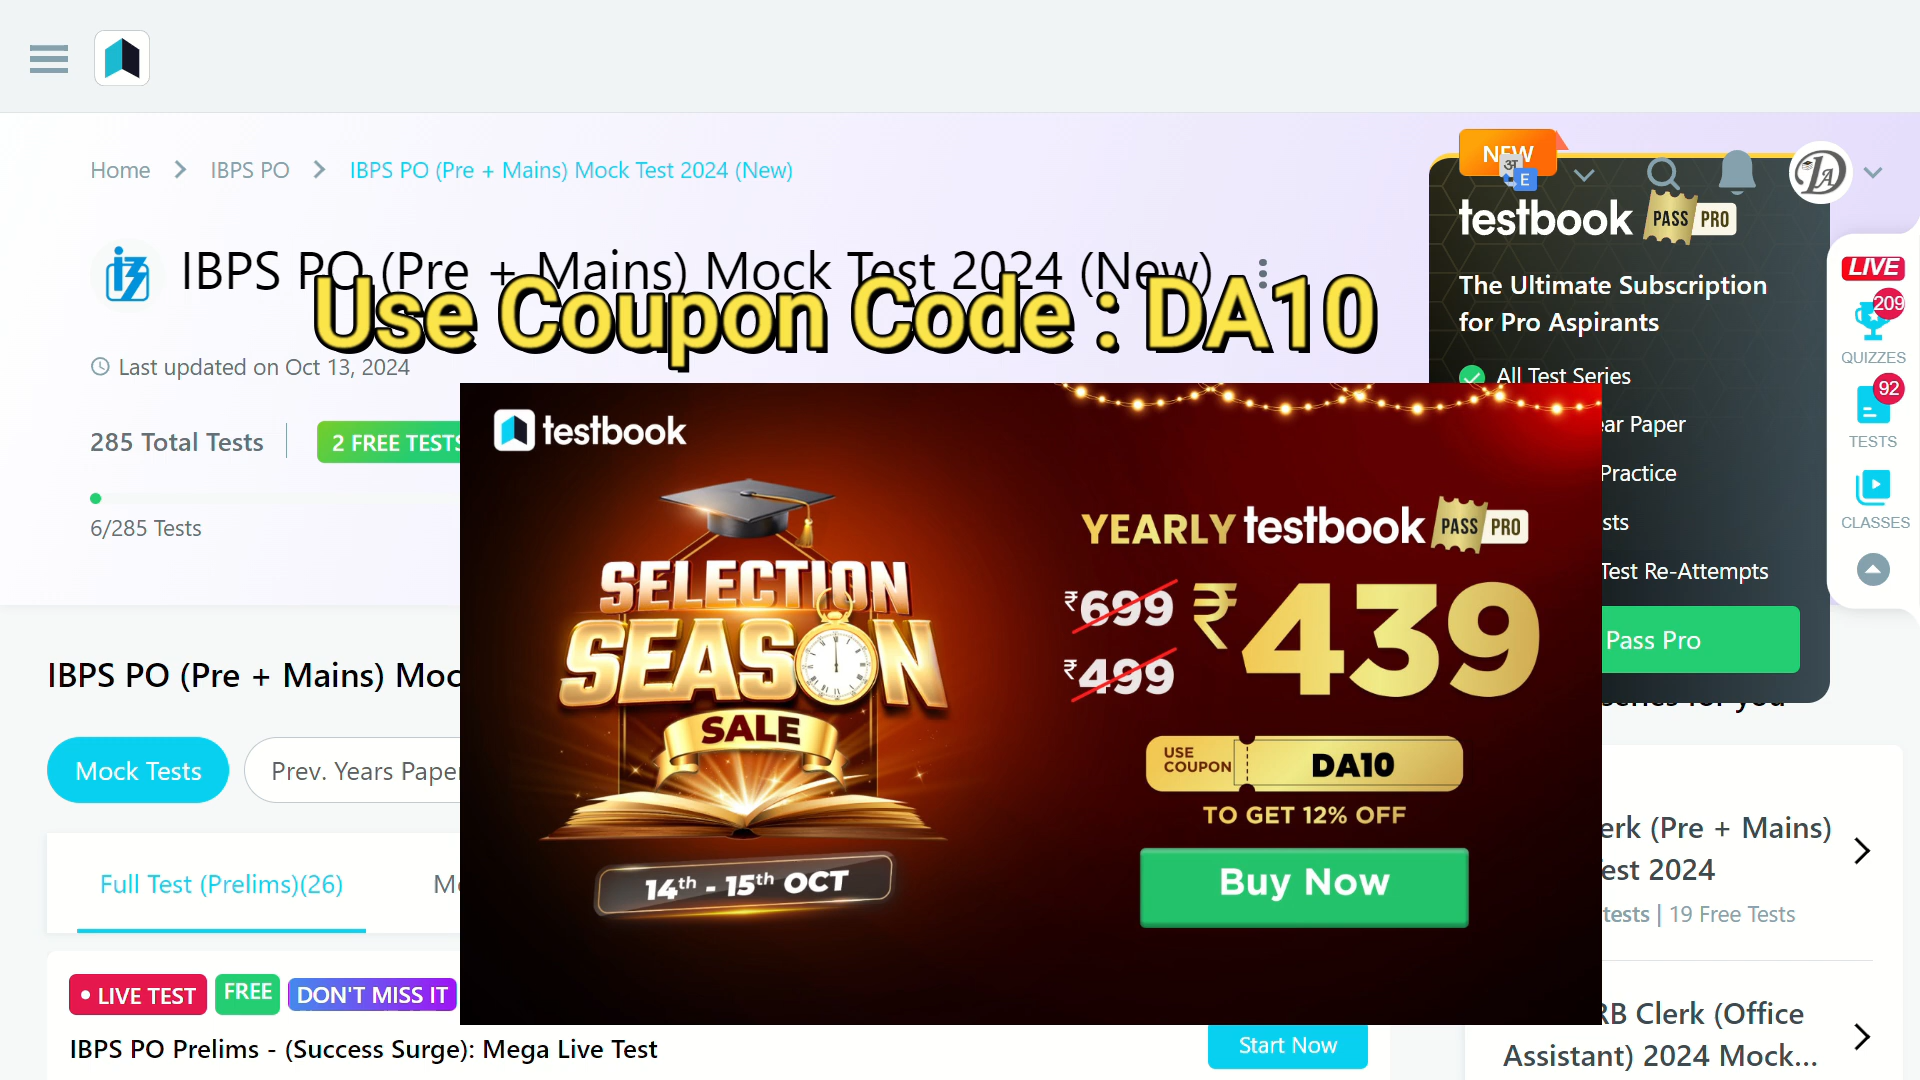 Home > IBPS PO > IBPS PO (Pre + Mains) Mock Test 2024 (New)
NEW
अ
E
testbook PASS PRO
LA
IBPS PO (Pre + Mains) Mock Test 2024 (New)
Use Coupon Code : DA10
The Ultimate Subscription
for Pro Aspirants
LIVE
209
QUIZZES
Last updated on Oct 13, 2024
All Test Series
92
285 Total Tests
2 FREE TESTS
testbook
ear Paper
TESTS
Practice
6/285 Tests
YEARLY testbook PASS PRO
sts
CLASSES
Test Re-Attempts
SELECTION
SEASON
SALE
₹699
₹499
₹439
Pass Pro
IBPS PO (Pre + Mains) Moc
USE
COUPON
DA10
TO GET 12% OFF
Mock Tests
Prev. Years Paper
Buy Now
14th - 15th OCT
erk (Pre + Mains)
est 2024
tests | 19 Free Tests
Full Test (Prelims)(26)
LIVE TEST
FREE
DON'T MISS IT
IBPS PO Prelims - (Success Surge): Mega Live Test
Start Now
RB Clerk (Office
Assistant) 2024 Mock...